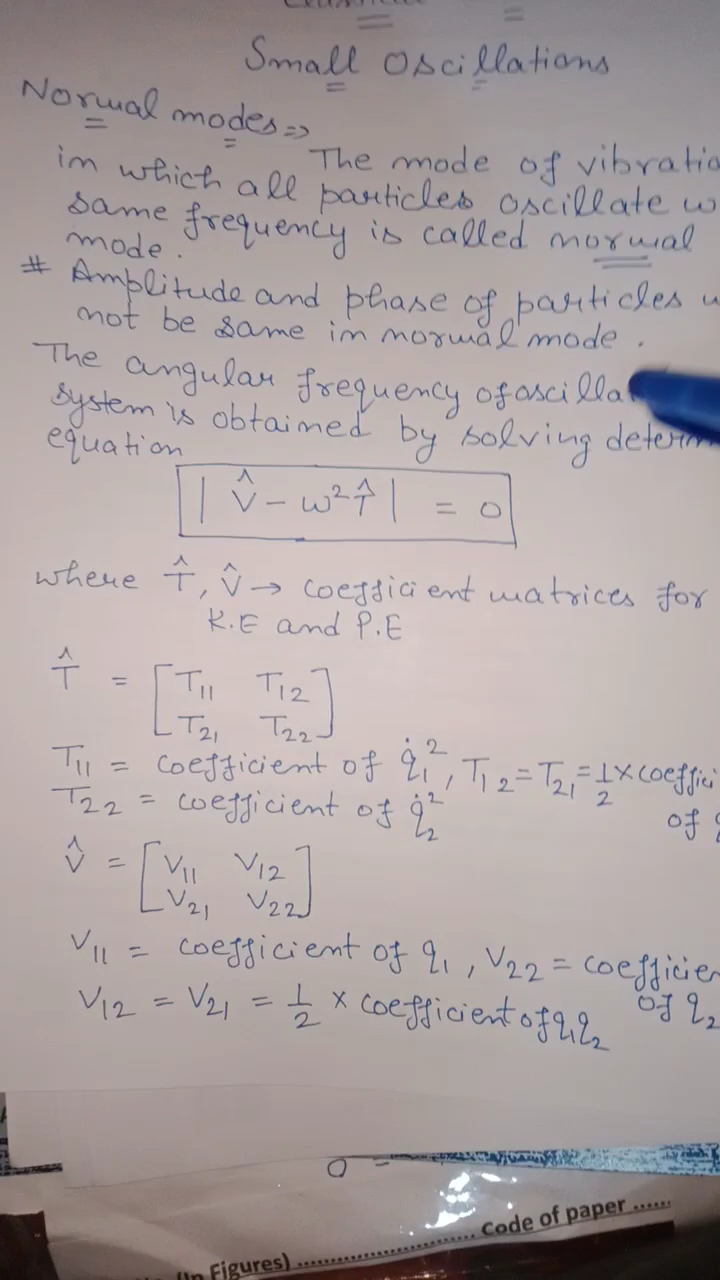 Small Oscillations
Normal modes ⇒
The mode of vibratio
in which all particles oscillate w
same frequency is called normal
mode.
# Amplitude and phase of particles
not be same in normal mode.
The angular frequency of oscilla
system is obtained by solving determ
equation
| V̂ - ω² T̂ | = 0
where T̂, V̂ → coefficient matrices for
K.E and P.E
T̂ = [T₁₁ T₁₂
T₂₁ T₂₂]
T₁₁ = coefficient of q̇₁², T₁₂ = T₂₁ = 1/2 × coeffici
T₂₂ = coefficient of q̇₂² of
V̂ = [V₁₁ V₁₂
V₂₁ V₂₂]
V₁₁ = coefficient of q₁, V₂₂ = coefficien
V₁₂ = V₂₁ = 1/2 × coefficient of q₁q₂ of q₂
0 =
Code of paper ......
(In Figures) ..............................